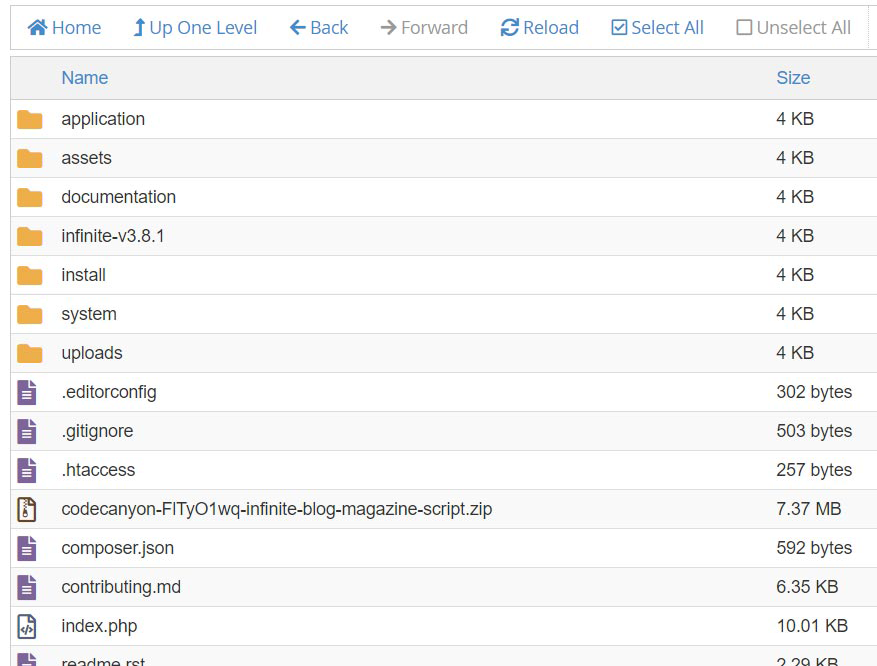 Home Up One Level Back Forward Reload Select All Unselect All
Name Size
application 4 KB
assets 4 KB
documentation 4 KB
infinite-v3.8.1 4 KB
install 4 KB
system 4 KB
uploads 4 KB
.editorconfig 302 bytes
.gitignore 503 bytes
.htaccess 257 bytes
codecanyon-FITyO1wq-infinite-blog-magazine-script.zip 7.37 MB
composer.json 592 bytes
contributing.md 6.35 KB
index.php 10.01 KB
readme.rst 2.29 KB